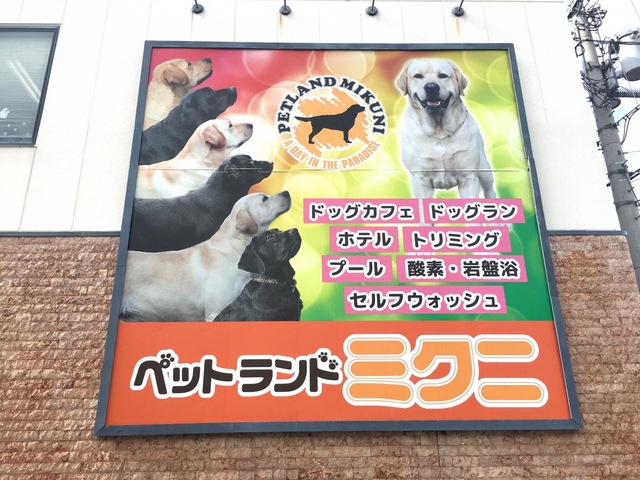 PETLAND MIKUNI
A DAY IN THE PARADISE
ドッグカフェ ドッグラン
ホテル トリミング
プール 酸素・岩盤浴
セルフウォッシュ
ペットランド ミクニ